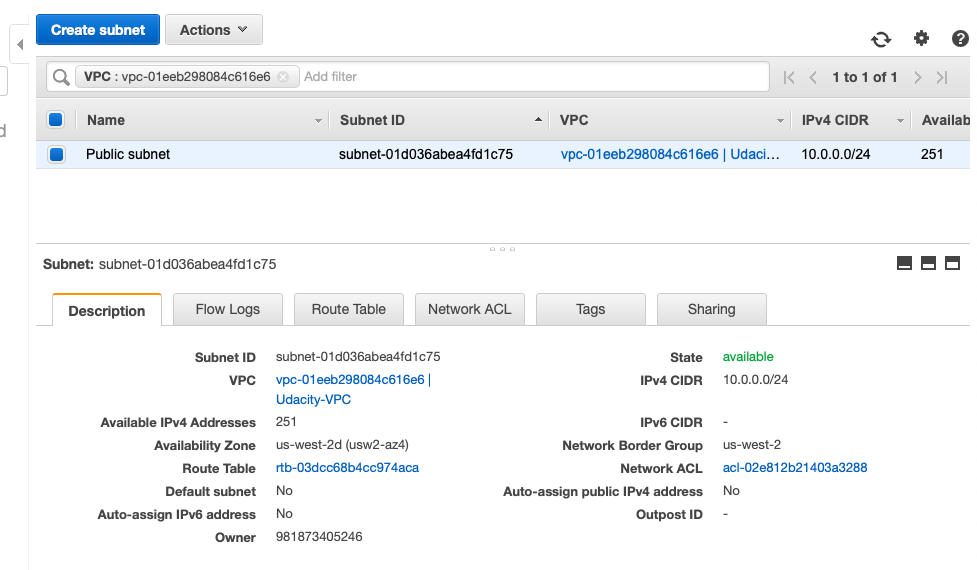 Create subnet Actions
VPC : vpc-01eeb298084c616e6 Add filter 1 to 1 of 1
Name Subnet ID VPC IPv4 CIDR Availab
Public subnet subnet-01d036abea4fd1c75 vpc-01eeb298084c616e6 | Udaci... 10.0.0.0/24 251
Subnet: subnet-01d036abea4fd1c75
Description Flow Logs Route Table Network ACL Tags Sharing
Subnet ID subnet-01d036abea4fd1c75 State available
VPC vpc-01eeb298084c616e6 | IPv4 CIDR 10.0.0.0/24
Udacity-VPC
Available IPv4 Addresses 251 IPv6 CIDR -
Availability Zone us-west-2d (usw2-az4) Network Border Group us-west-2
Route Table rtb-03dcc68b4cc974aca Network ACL acl-02e812b21403a3288
Default subnet No Auto-assign public IPv4 address No
Auto-assign IPv6 address No Outpost ID -
Owner 981873405246